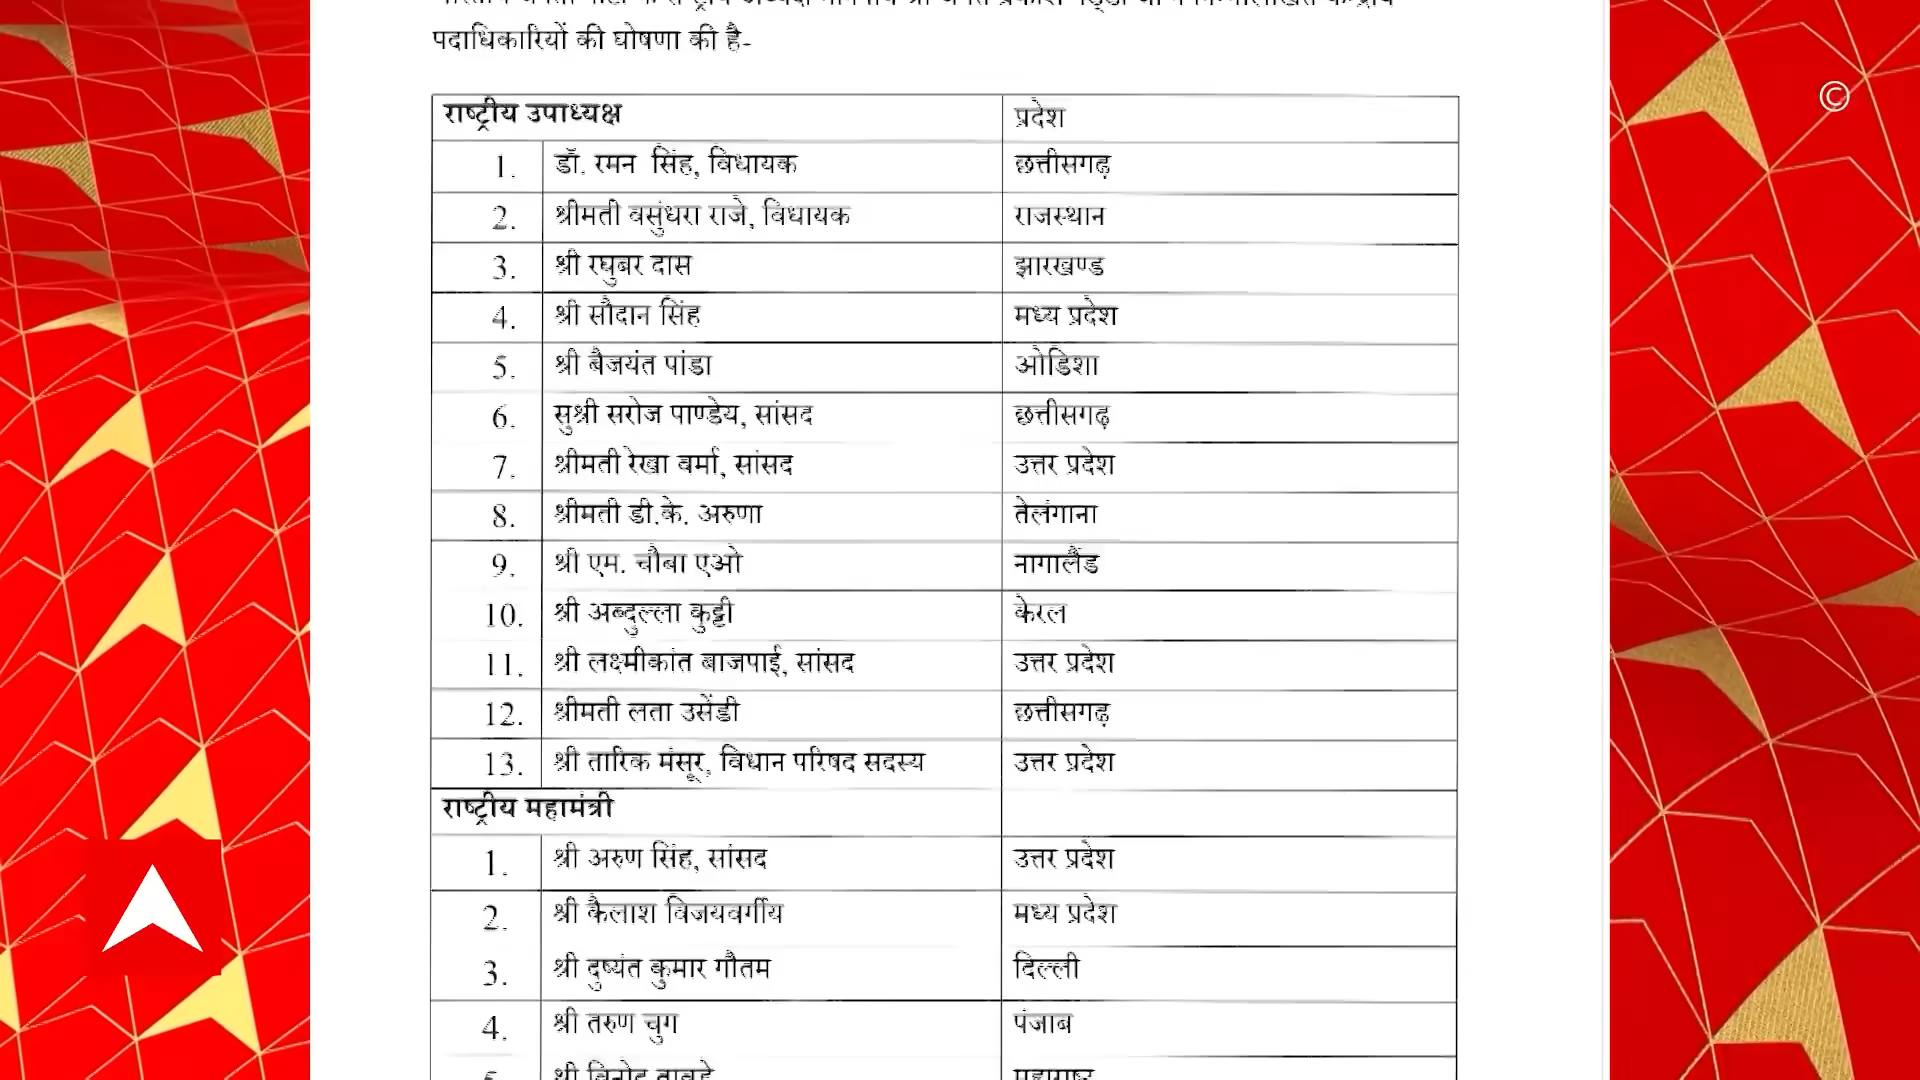 पदाधिकारियों की घोषणा की है-
©
राष्ट्रीय उपाध्यक्ष प्रदेश
1. डॉ. रमन सिंह, विधायक छत्तीसगढ़
2. श्रीमती वसुंधरा राजे, विधायक राजस्थान
3. श्री रघुबर दास झारखण्ड
4. श्री सौदान सिंह मध्य प्रदेश
5. श्री बैजयंत पांडा ओडिशा
6. सुश्री सरोज पाण्डेय, सांसद छत्तीसगढ़
7. श्रीमती रेखा वर्मा, सांसद उत्तर प्रदेश
8. श्रीमती डी.के. अरुणा तेलंगाना
9. श्री एम. चौबा एओ नागालैंड
10. श्री अब्दुल्ला कुट्टी केरल
11. श्री लक्ष्मीकांत बाजपाई, सांसद उत्तर प्रदेश
12. श्रीमती लता उसेंडी छत्तीसगढ़
13. श्री तारिक मंसूर, विधान परिषद सदस्य उत्तर प्रदेश
राष्ट्रीय महामंत्री
1. श्री अरुण सिंह, सांसद उत्तर प्रदेश
2. श्री कैलाश विजयवर्गीय मध्य प्रदेश
3. श्री दुष्यंत कुमार गौतम दिल्ली
4. श्री तरुण चुग पंजाब